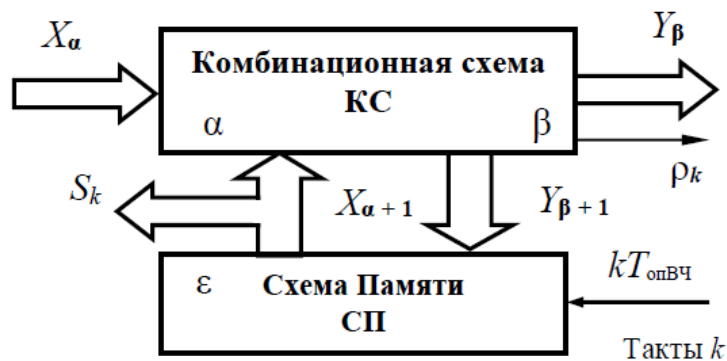 Xα
Yβ
Комбинационная схема
КС
α
β
ρk
Sk
Xα + 1
Yβ + 1
kTопВЧ
ε
Схема Памяти
СП
Такты k